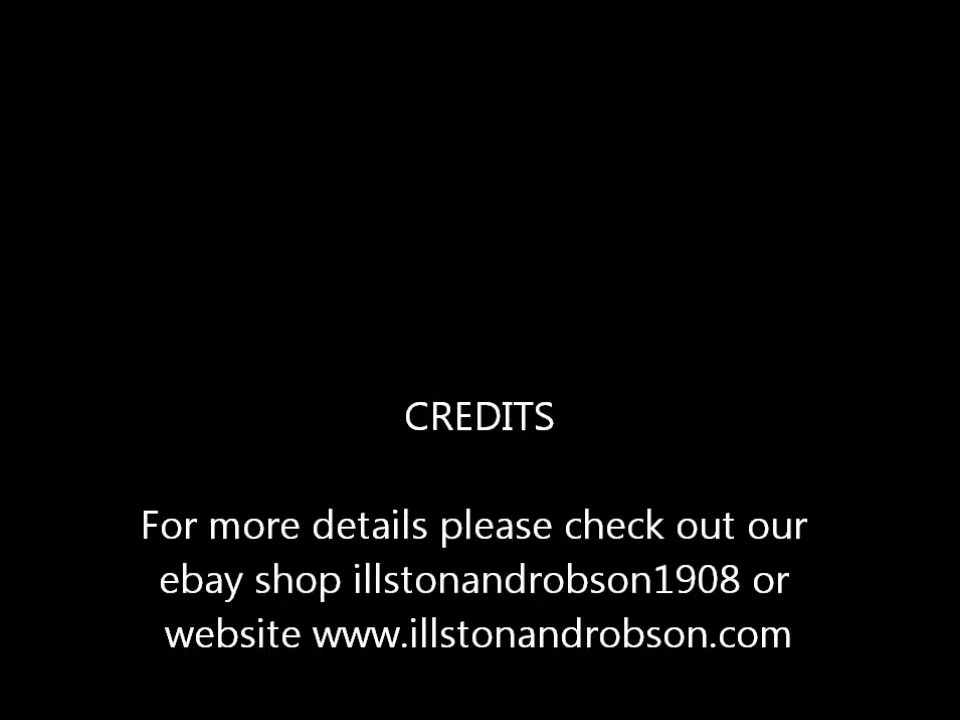 CREDITS
For more details please check out our
ebay shop illstonandrobson1908 or
website www.illstonandrobson.com